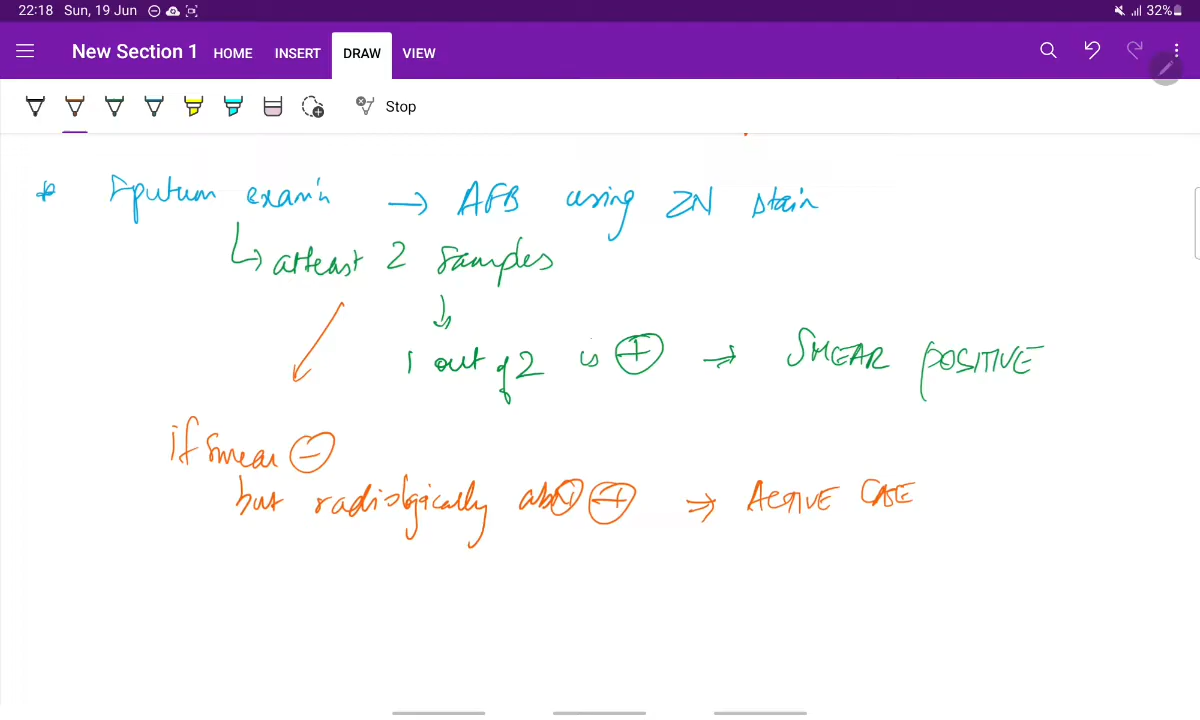 22:18 Sun, 19 Jun 32%
New Section 1 HOME INSERT DRAW VIEW
Stop
* Sputum exam'n → AFB using ZN stain
↳ atleast 2 samples
↓
1 out of 2 is ⊕ → SMEAR POSITIVE
if smear ⊖
but radiologically ⊕ ⇒ ACTIVE CASE